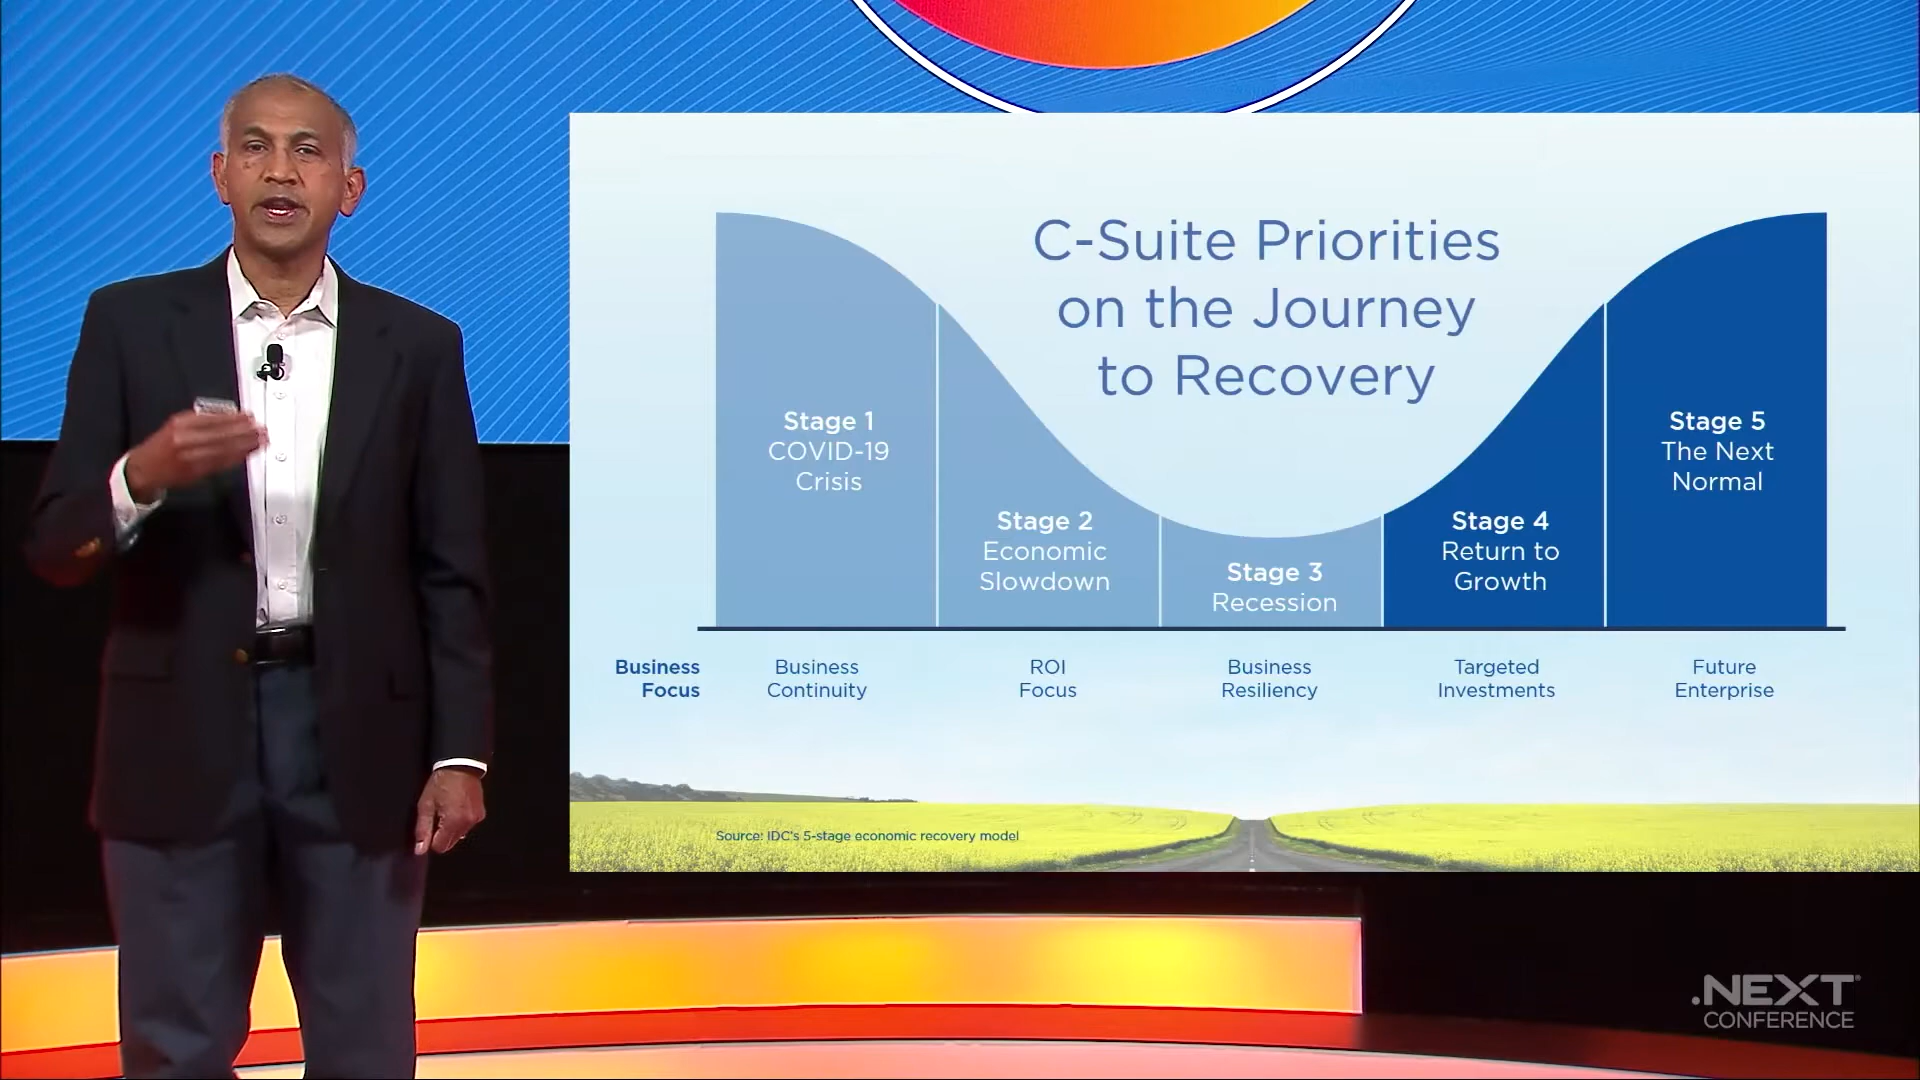 C-Suite Priorities
on the Journey
to Recovery
Stage 1
COVID-19
Crisis
Stage 2
Economic
Slowdown
Stage 3
Recession
Stage 4
Return to
Growth
Stage 5
The Next
Normal
Business
Focus
Business
Continuity
ROI
Focus
Business
Resiliency
Targeted
Investments
Future
Enterprise
Source: IDC's 5-stage economic recovery model
.NEXT
CONFERENCE